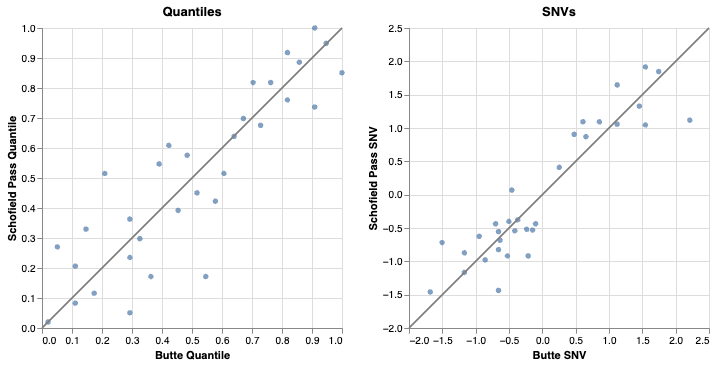 Quantiles
1.0
0.9
0.8
0.7
0.6
0.5
0.4
0.3
0.2
0.1
0.0
Schofield Pass Quantile
0.0 0.1 0.2 0.3 0.4 0.5 0.6 0.7 0.8 0.9 1.0
Butte Quantile
SNVs
2.5
2.0
1.5
1.0
0.5
0.0
−0.5
−1.0
−1.5
−2.0
Schofield Pass SNV
−2.0 −1.5 −1.0 −0.5 0.0 0.5 1.0 1.5 2.0 2.5
Butte SNV